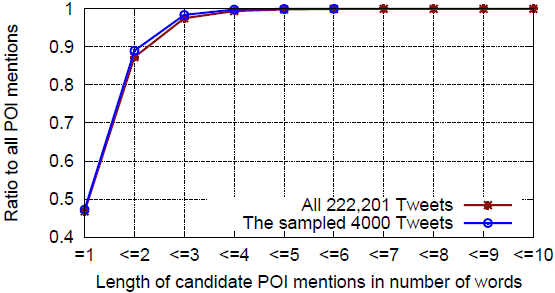 1
0.9
0.8
0.7
0.6
0.5
0.4
Ratio to all POI mentions
All 222,201 Tweets
The sampled 4000 Tweets
=1 <=2 <=3 <=4 <=5 <=6 <=7 <=8 <=9 <=10
Length of candidate POI mentions in number of words